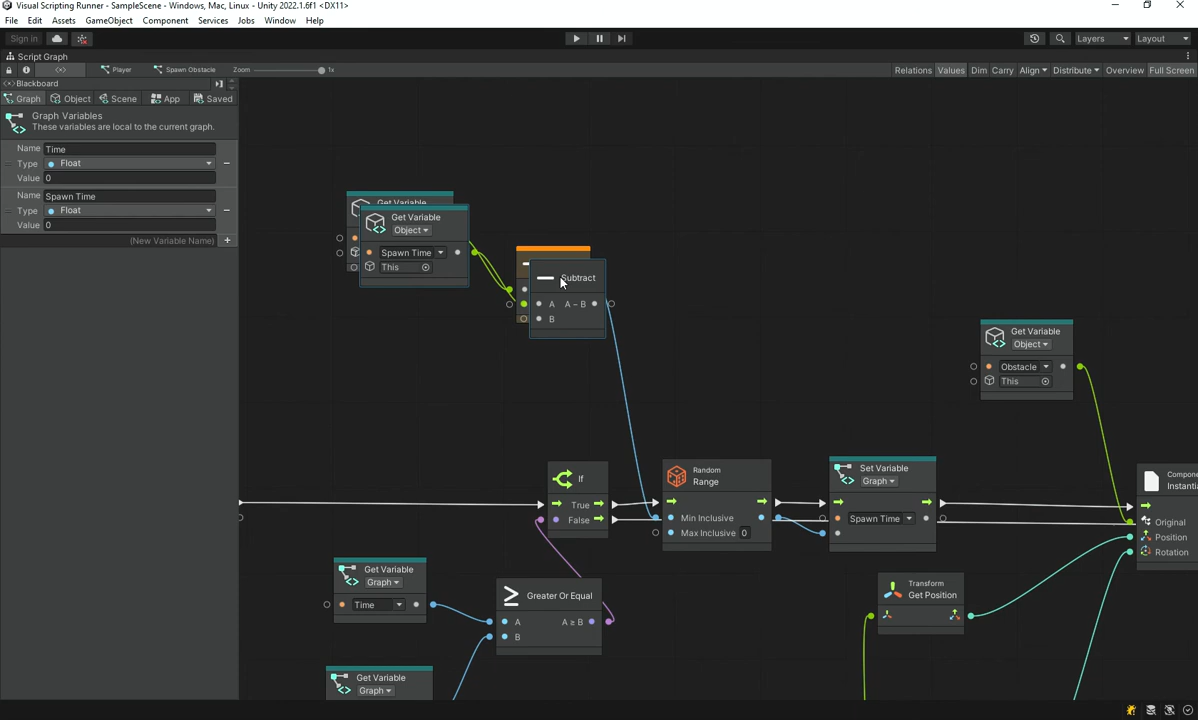 Visual Scripting Runner - SampleScene - Windows, Mac, Linux - Unity 2022.1.6f1 <DX11>
File Edit Assets GameObject Component Services Jobs Window Help
Sign in
Layers Layout
Script Graph
Player Spawn Obstacle Zoom 1x Relations Values Dim Carry Align Distribute Overview Full Screen
Blackboard
Graph Object Scene App Saved
Graph Variables
These variables are local to the current graph.
Name Time
Type Float
Value 0
Name Spawn Time
Type Float
Value 0
(New Variable Name)
Get Variable
Get Variable
Object
Spawn Time
This
Subtract
A A − B
B
Get Variable
Object
Obstacle
This
If
True
False
Random
Range
Min Inclusive
Max Inclusive 0
Set Variable
Graph
Spawn Time
Original
Position
Rotation
Get Variable
Graph
Time
Greater Or Equal
A A ≥ B
B
Transform
Get Position
Get Variable
Graph